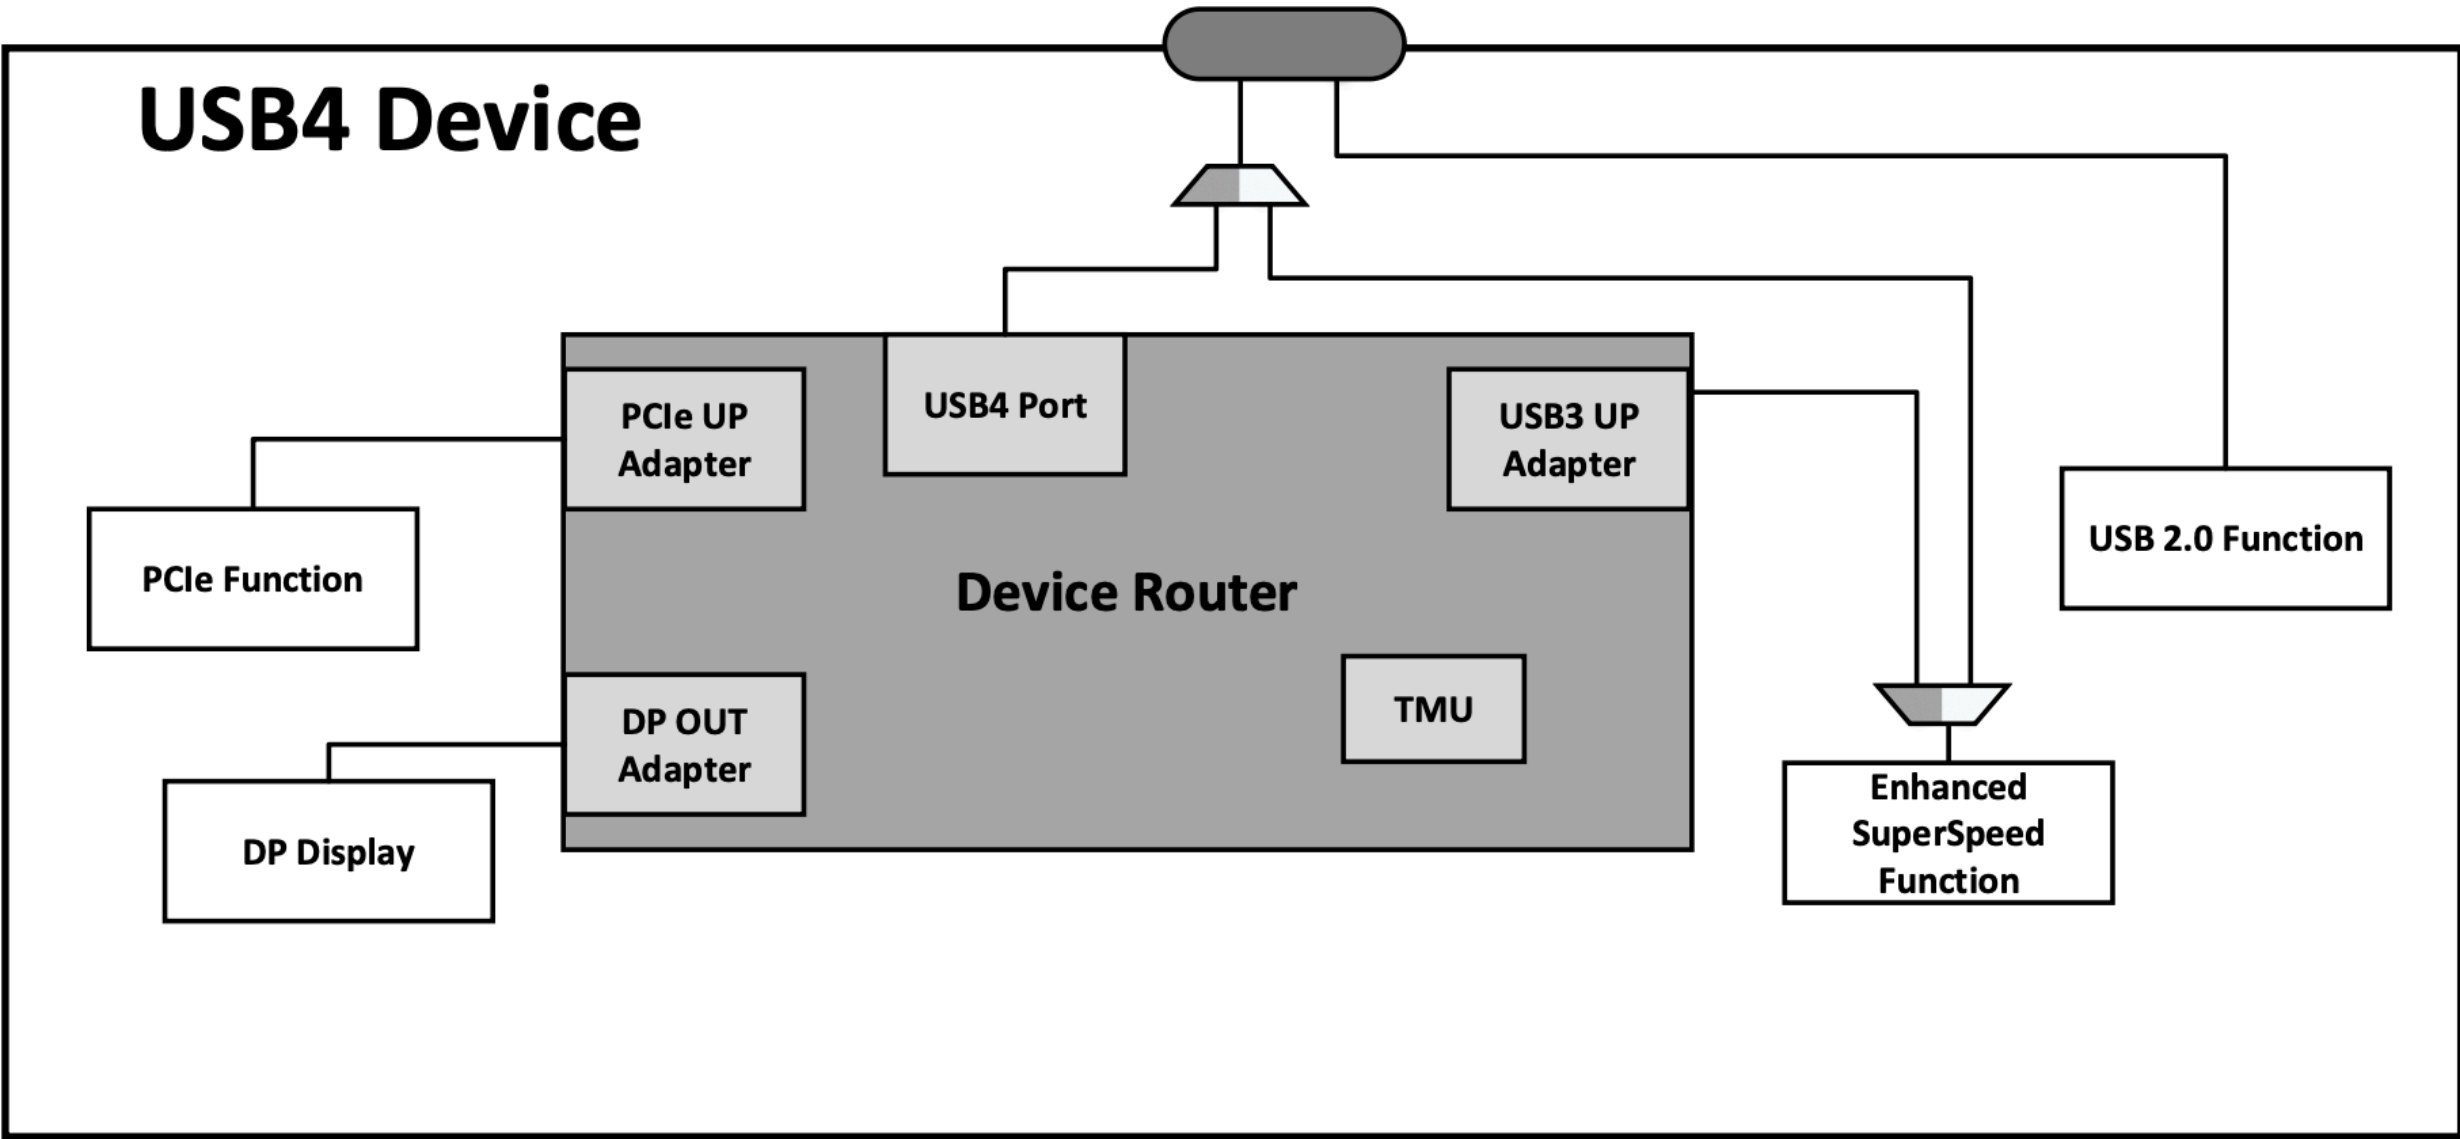 USB4 Device
PCIe UP
Adapter
USB4 Port
USB3 UP
Adapter
PCIe Function
USB 2.0 Function
Device Router
DP OUT
Adapter
TMU
DP Display
Enhanced
SuperSpeed
Function